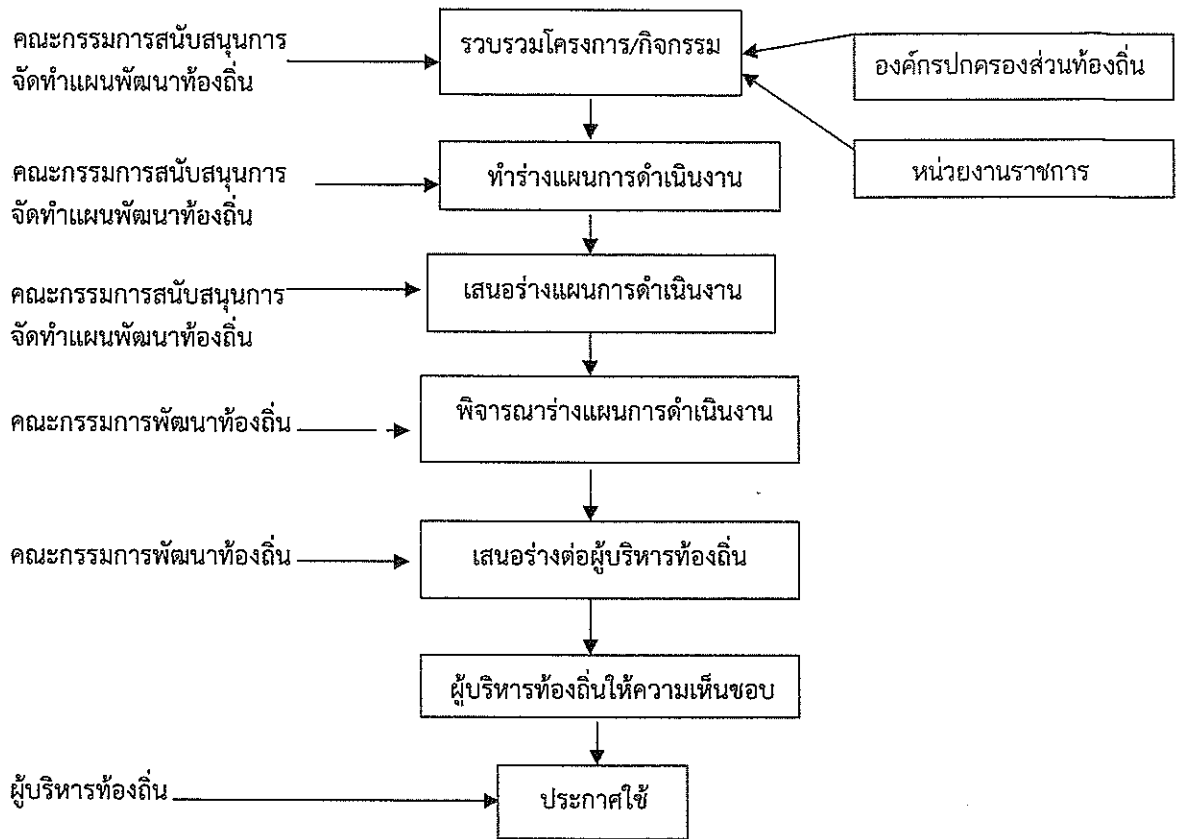 คณะกรรมการสนับสนุนการ
จัดทำแผนพัฒนาท้องถิ่น
รวบรวมโครงการ/กิจกรรม
องค์กรปกครองส่วนท้องถิ่น
หน่วยงานราชการ
คณะกรรมการสนับสนุนการ
จัดทำแผนพัฒนาท้องถิ่น
ทำร่างแผนการดำเนินงาน
คณะกรรมการสนับสนุนการ
จัดทำแผนพัฒนาท้องถิ่น
เสนอร่างแผนการดำเนินงาน
คณะกรรมการพัฒนาท้องถิ่น
พิจารณาร่างแผนการดำเนินงาน
คณะกรรมการพัฒนาท้องถิ่น
เสนอร่างต่อผู้บริหารท้องถิ่น
ผู้บริหารท้องถิ่นให้ความเห็นชอบ
ผู้บริหารท้องถิ่น
ประกาศใช้